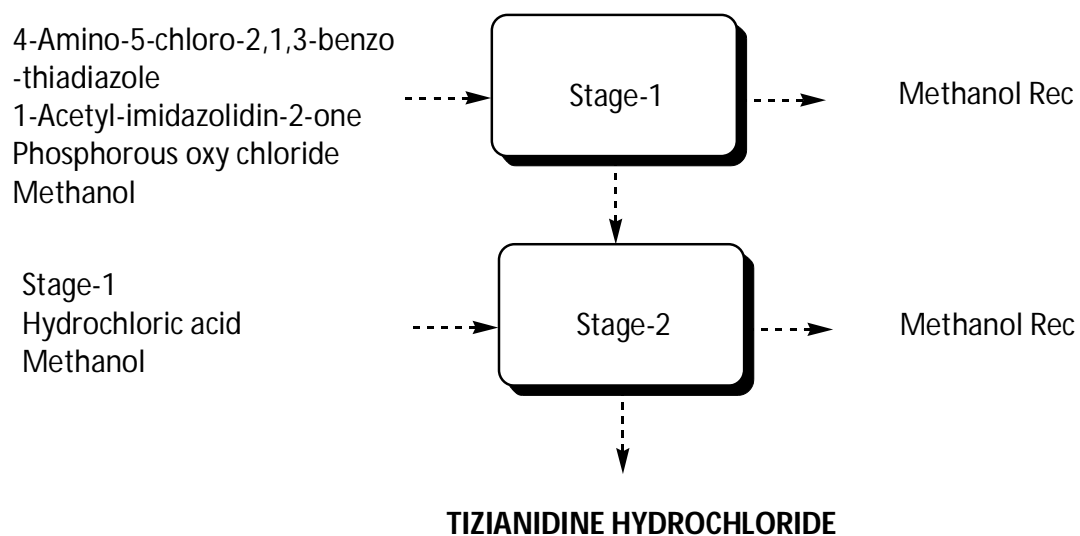 4-Amino-5-chloro-2,1,3-benzo
-thiadiazole
1-Acetyl-imidazolidin-2-one
Phosphorous oxy chloride
Methanol
Stage-1
Methanol Rec
Stage-1
Hydrochloric acid
Methanol
Stage-2
Methanol Rec
TIZIANIDINE HYDROCHLORIDE